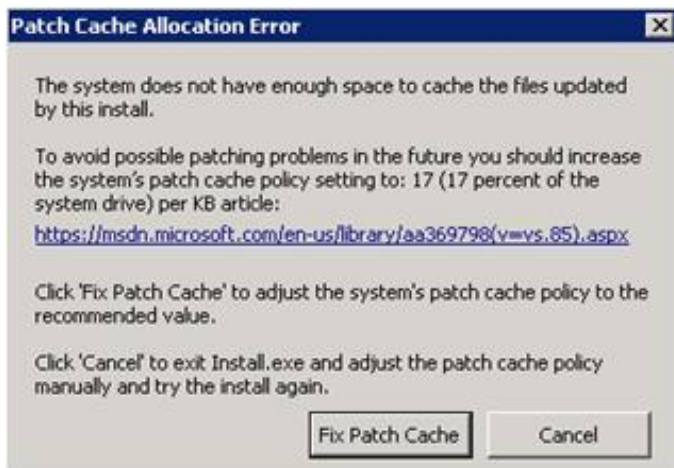 Patch Cache Allocation Error
The system does not have enough space to cache the files updated
by this install.
To avoid possible patching problems in the future you should increase
the system's patch cache policy setting to: 17 (17 percent of the
system drive) per KB article:
https://msdn.microsoft.com/en-us/library/aa369798(v=vs.85).aspx
Click 'Fix Patch Cache' to adjust the system's patch cache policy to the
recommended value.
Click 'Cancel' to exit Install.exe and adjust the patch cache policy
manually and try the install again.
Fix Patch Cache Cancel